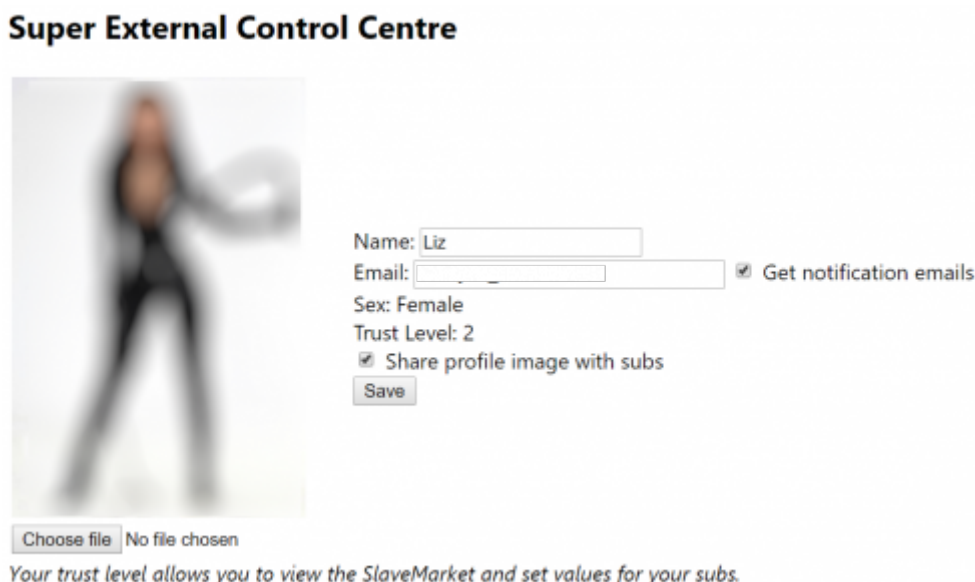 Super External Control Centre
Name: Liz
Email:
Get notification emails
Sex: Female
Trust Level: 2
Share profile image with subs
Save
Choose file No file chosen
Your trust level allows you to view the SlaveMarket and set values for your subs.